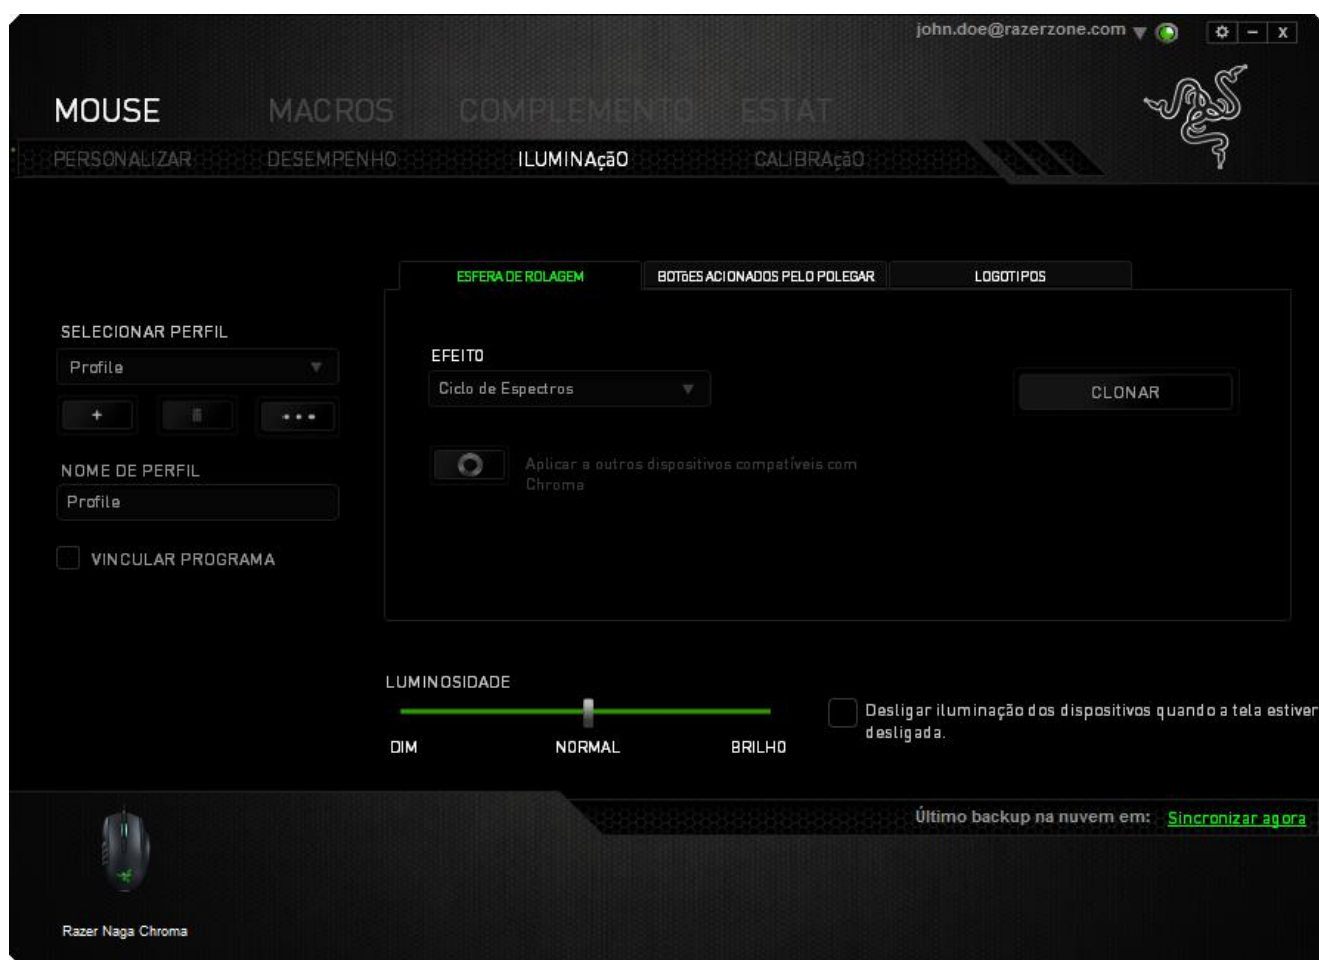 john.doe@razerzone.com
MOUSE MACROS COMPLEMENTO ESTAT
PERSONALIZAR DESEMPENHO ILUMINAçãO CALIBRAçãO
ESFERA DE ROLAGEM BOTõES ACIONADOS PELO POLEGAR LOGOTIPOS
SELECIONAR PERFIL
Profile
NOME DE PERFIL
Profile
VINCULAR PROGRAMA
EFEITO
Ciclo de Espectros
CLONAR
Aplicar a outros dispositivos compatíveis com
Chroma
LUMINOSIDADE
DIM NORMAL BRILHO
Desligar iluminação dos dispositivos quando a tela estiver
desligada.
Último backup na nuvem em: Sincronizar agora
Razer Naga Chroma